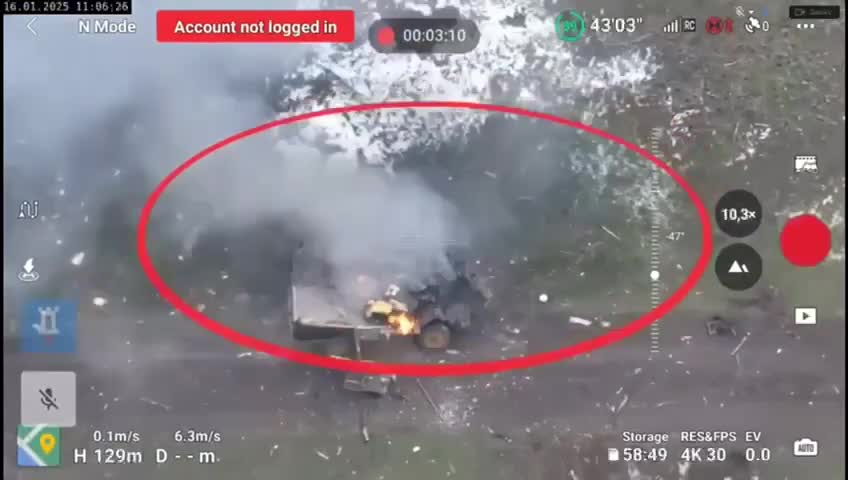 16.01.2025 11:06:26
N Mode
Account not logged in
00:03:10
43'03"
RC
0
10,3×
-47°
0.1m/s
6.3m/s
H 129m D - - m
Storage RES&FPS EV
58:49 4K 30 0.0
AUTO